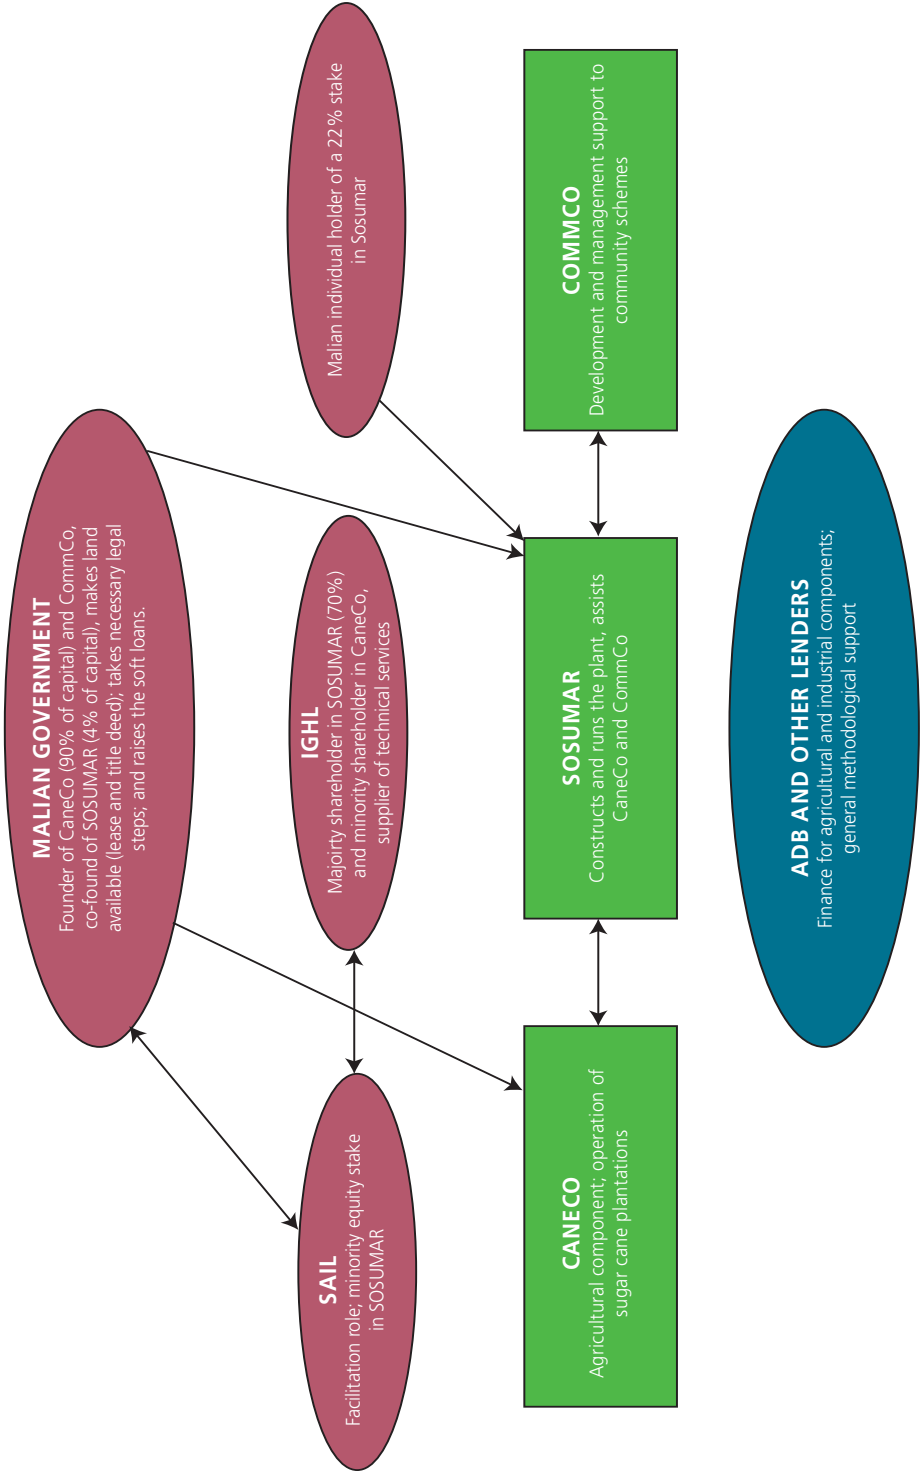 MALIAN GOVERNMENT
Founder of CaneCo (90% of capital) and CommCo,
co-found of SOSUMAR (4% of capital), makes land
available (lease and title deed); takes necessary legal
steps; and raises the soft loans.
SAIL
Facilitation role; minority equity stake
in SOSUMAR
IGHL
Majoirty shareholder in SOSUMAR (70%)
and minority shareholder in CaneCo,
supplier of technical services
Malian individual holder of a 22% stake
in Sosumar
CANECO
Agricultural component; operation of
sugar cane plantations
SOSUMAR
Constructs and runs the plant, assists
CaneCo and CommCo
COMMCO
Development and management support to
community schemes
ADB AND OTHER LENDERS
Finance for agricultural and industrial components;
general methodological support